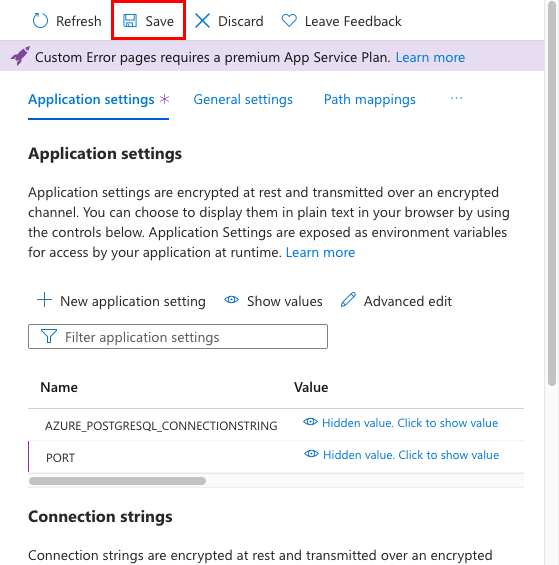 Refresh Save Discard Leave Feedback
Custom Error pages requires a premium App Service Plan. Learn more
Application settings * General settings Path mappings ...
Application settings
Application settings are encrypted at rest and transmitted over an encrypted
channel. You can choose to display them in plain text in your browser by using
the controls below. Application Settings are exposed as environment variables
for access by your application at runtime. Learn more
New application setting Show values Advanced edit
Filter application settings
Name Value
AZURE_POSTGRESQL_CONNECTIONSTRING Hidden value. Click to show value
PORT Hidden value. Click to show value
Connection strings
Connection strings are encrypted at rest and transmitted over an encrypted